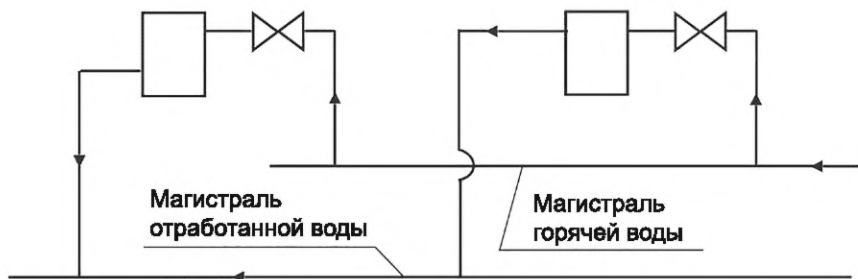 Магистраль
отработанной воды
Магистраль
горячей воды